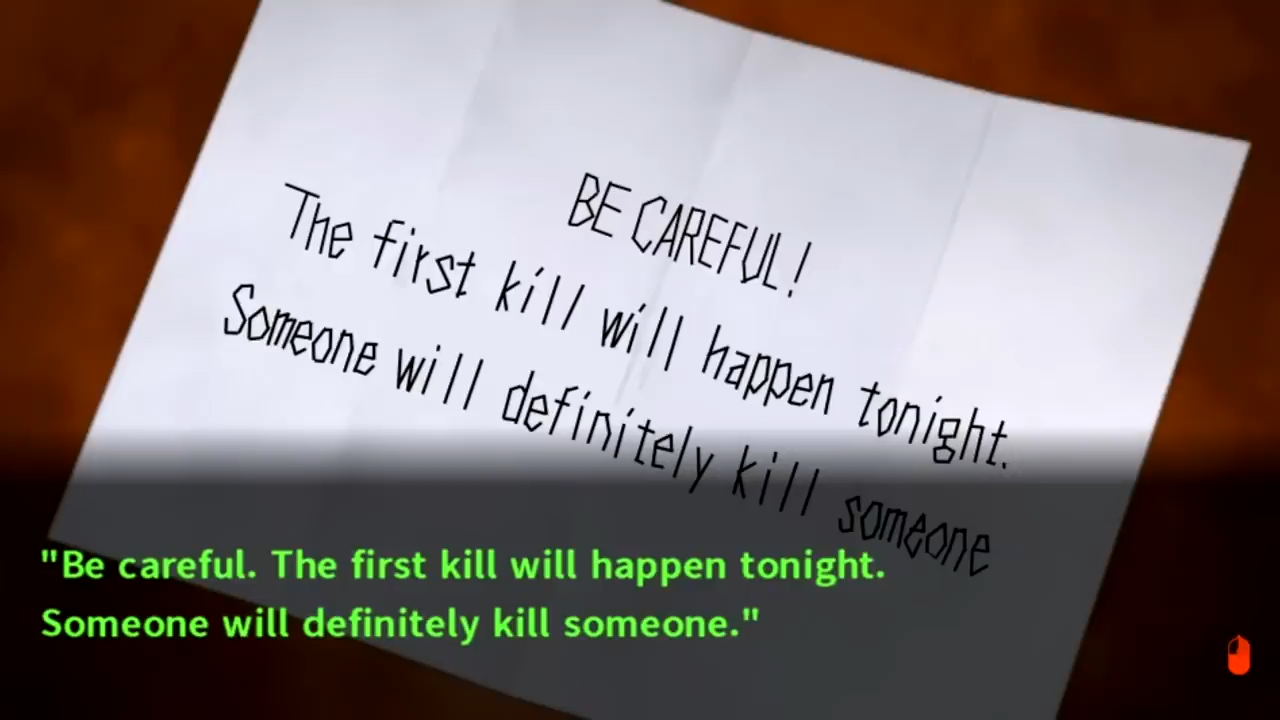 BE CAREFUL!
The first kill will happen tonight.
Someone will definitely kill someone
"Be careful. The first kill will happen tonight.
Someone will definitely kill someone."